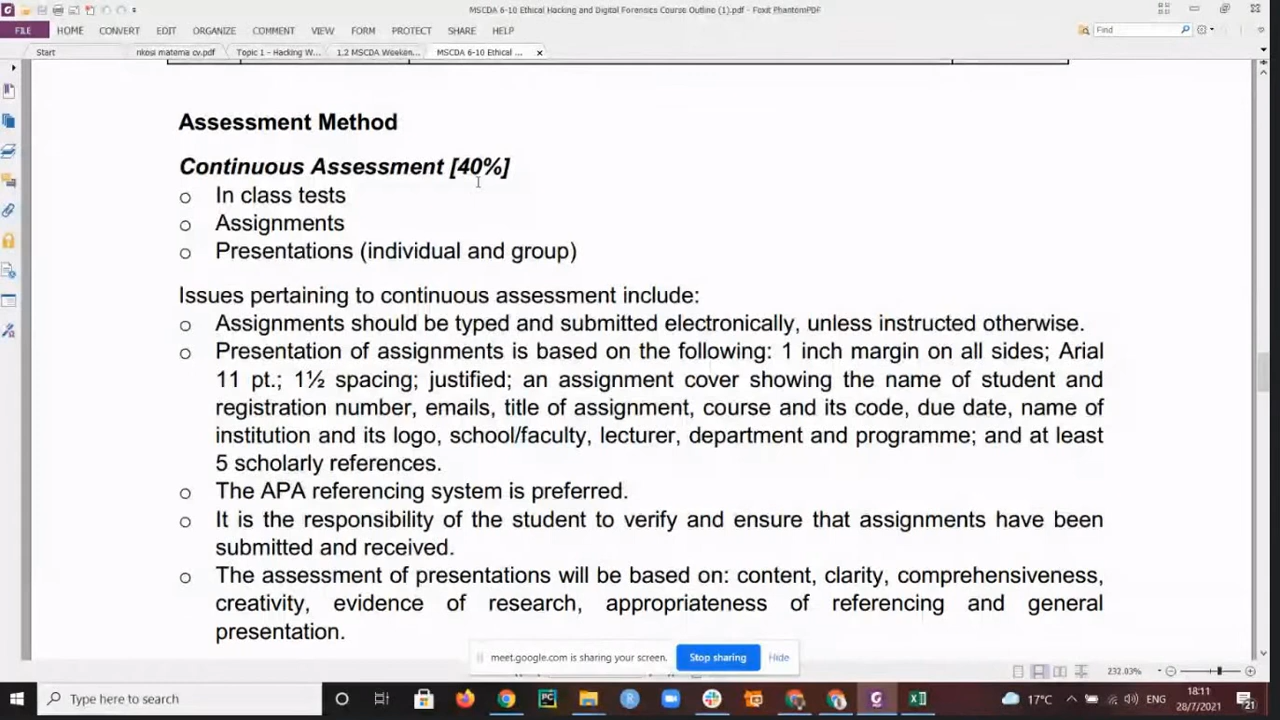 MSCDA 6-10 Ethical Hacking and Digital Forensics Course Outline (1).pdf - Foxit PhantomPDF
FILE HOME CONVERT EDIT ORGANIZE COMMENT VIEW FORM PROTECT SHARE HELP Find
Start nkosi matema cv.pdf Topic 1 - Hacking W... 1.2 MSCDA Weeken... MSCDA 6-10 Ethical ...
Assessment Method
Continuous Assessment [40%]
o In class tests
o Assignments
o Presentations (individual and group)
Issues pertaining to continuous assessment include:
o Assignments should be typed and submitted electronically, unless instructed otherwise.
o Presentation of assignments is based on the following: 1 inch margin on all sides; Arial
11 pt.; 1½ spacing; justified; an assignment cover showing the name of student and
registration number, emails, title of assignment, course and its code, due date, name of
institution and its logo, school/faculty, lecturer, department and programme; and at least
5 scholarly references.
o The APA referencing system is preferred.
o It is the responsibility of the student to verify and ensure that assignments have been
submitted and received.
o The assessment of presentations will be based on: content, clarity, comprehensiveness,
creativity, evidence of research, appropriateness of referencing and general
presentation.
meet.google.com is sharing your screen. Stop sharing Hide
232.03%
Type here to search
17°C ENG 18:11
28/7/2021 21